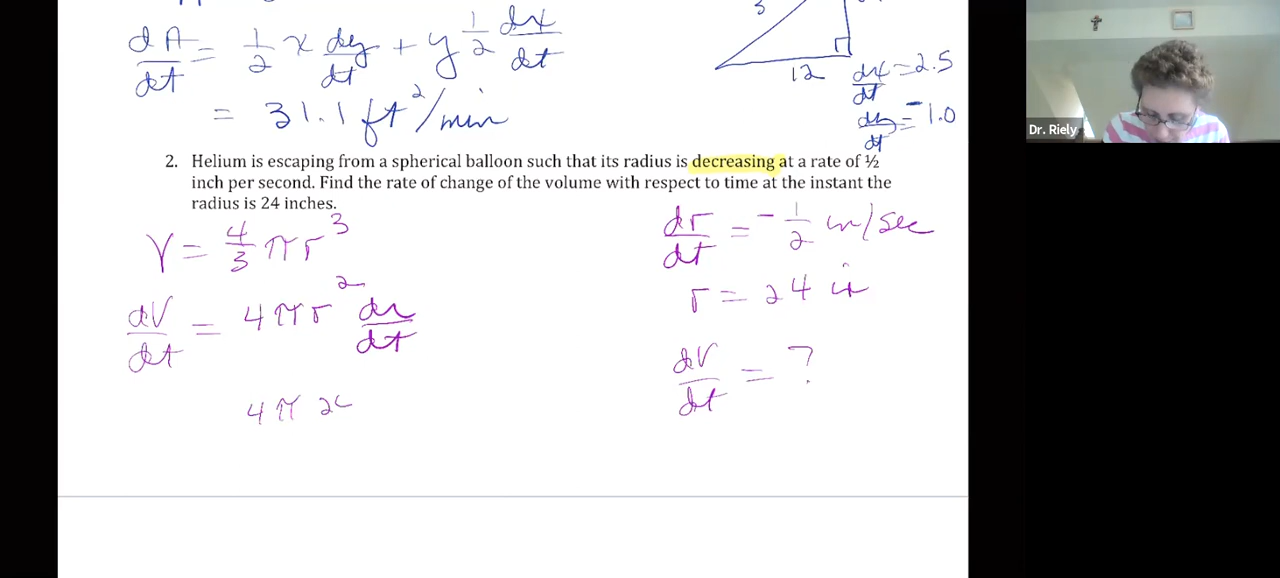 dA/dt = 1/2 x dy/dt + y 1/2 dx/dt
= 31.1 ft²/min
12
dx/dt = 2.5
dy/dt = -1.0
Dr. Riely
2. Helium is escaping from a spherical balloon such that its radius is decreasing at a rate of ½
inch per second. Find the rate of change of the volume with respect to time at the instant the
radius is 24 inches.
V = 4/3 πr³
dr/dt = - 1/2 in/sec
r = 24 in
dV/dt = 4πr² dr/dt
dV/dt = ?
4π 24